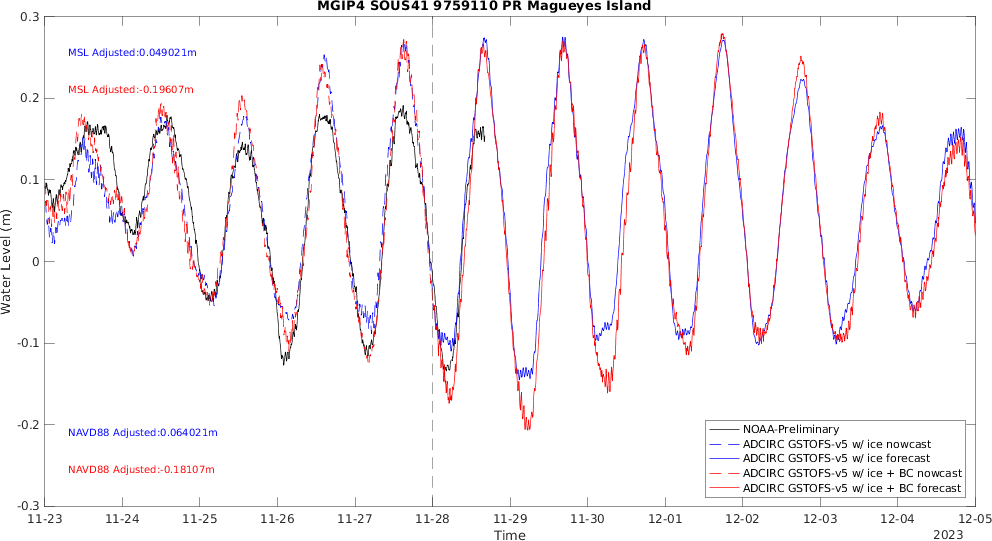 MGIP4 SOUS41 9759110 PR Magueyes Island
0.3
0.2
0.1
0
-0.1
-0.2
-0.3
Water Level (m)
MSL Adjusted:0.049021m
MSL Adjusted:-0.19607m
NAVD88 Adjusted:0.064021m
NAVD88 Adjusted:-0.18107m
NOAA-Preliminary
ADCIRC GSTOFS-v5 w/ ice nowcast
ADCIRC GSTOFS-v5 w/ ice forecast
ADCIRC GSTOFS-v5 w/ ice + BC nowcast
ADCIRC GSTOFS-v5 w/ ice + BC forecast
11-23 11-24 11-25 11-26 11-27 11-28 11-29 11-30 12-01 12-02 12-03 12-04 12-05
Time
2023